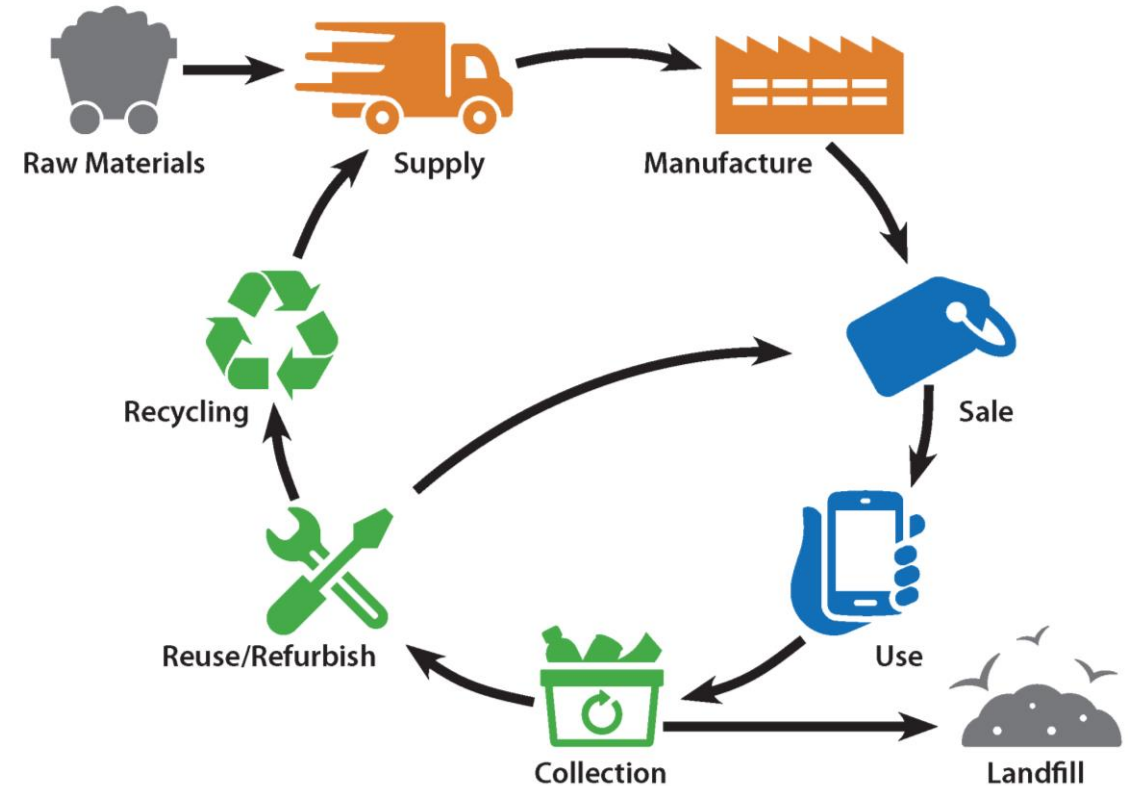 Raw Materials
Supply
Manufacture
Recycling
Sale
Reuse/Refurbish
Use
Collection
Landfill